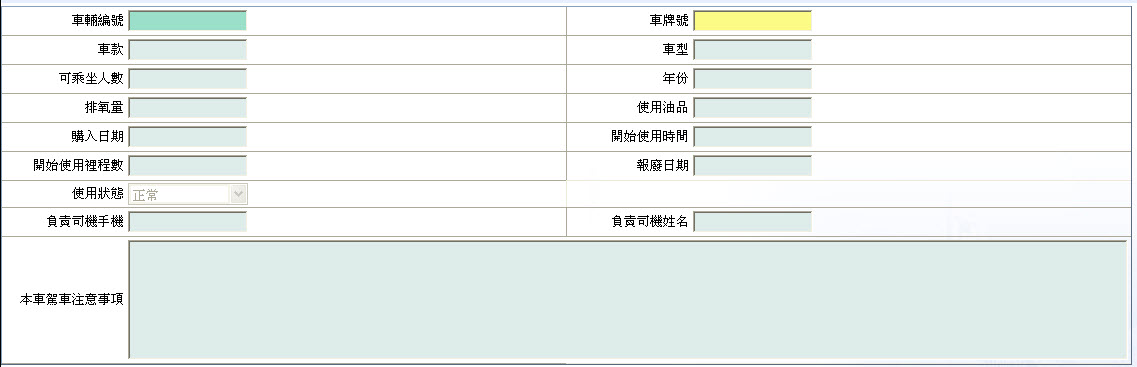 車輛編號 車牌號
車款 車型
可乘坐人數 年份
排氧量 使用油品
購入日期 開始使用時間
開始使用裡程數 報廢日期
使用狀態 正常
負責司機手機 負責司機姓名
本車駕車注意事項